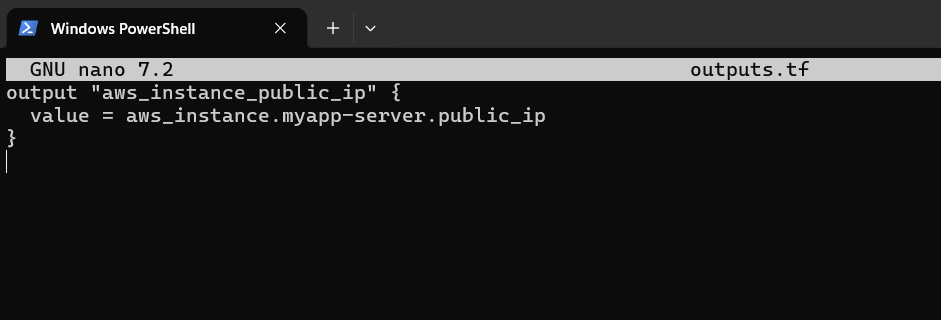 Windows PowerShell
GNU nano 7.2 outputs.tf
output "aws_instance_public_ip" {
  value = aws_instance.myapp-server.public_ip
}